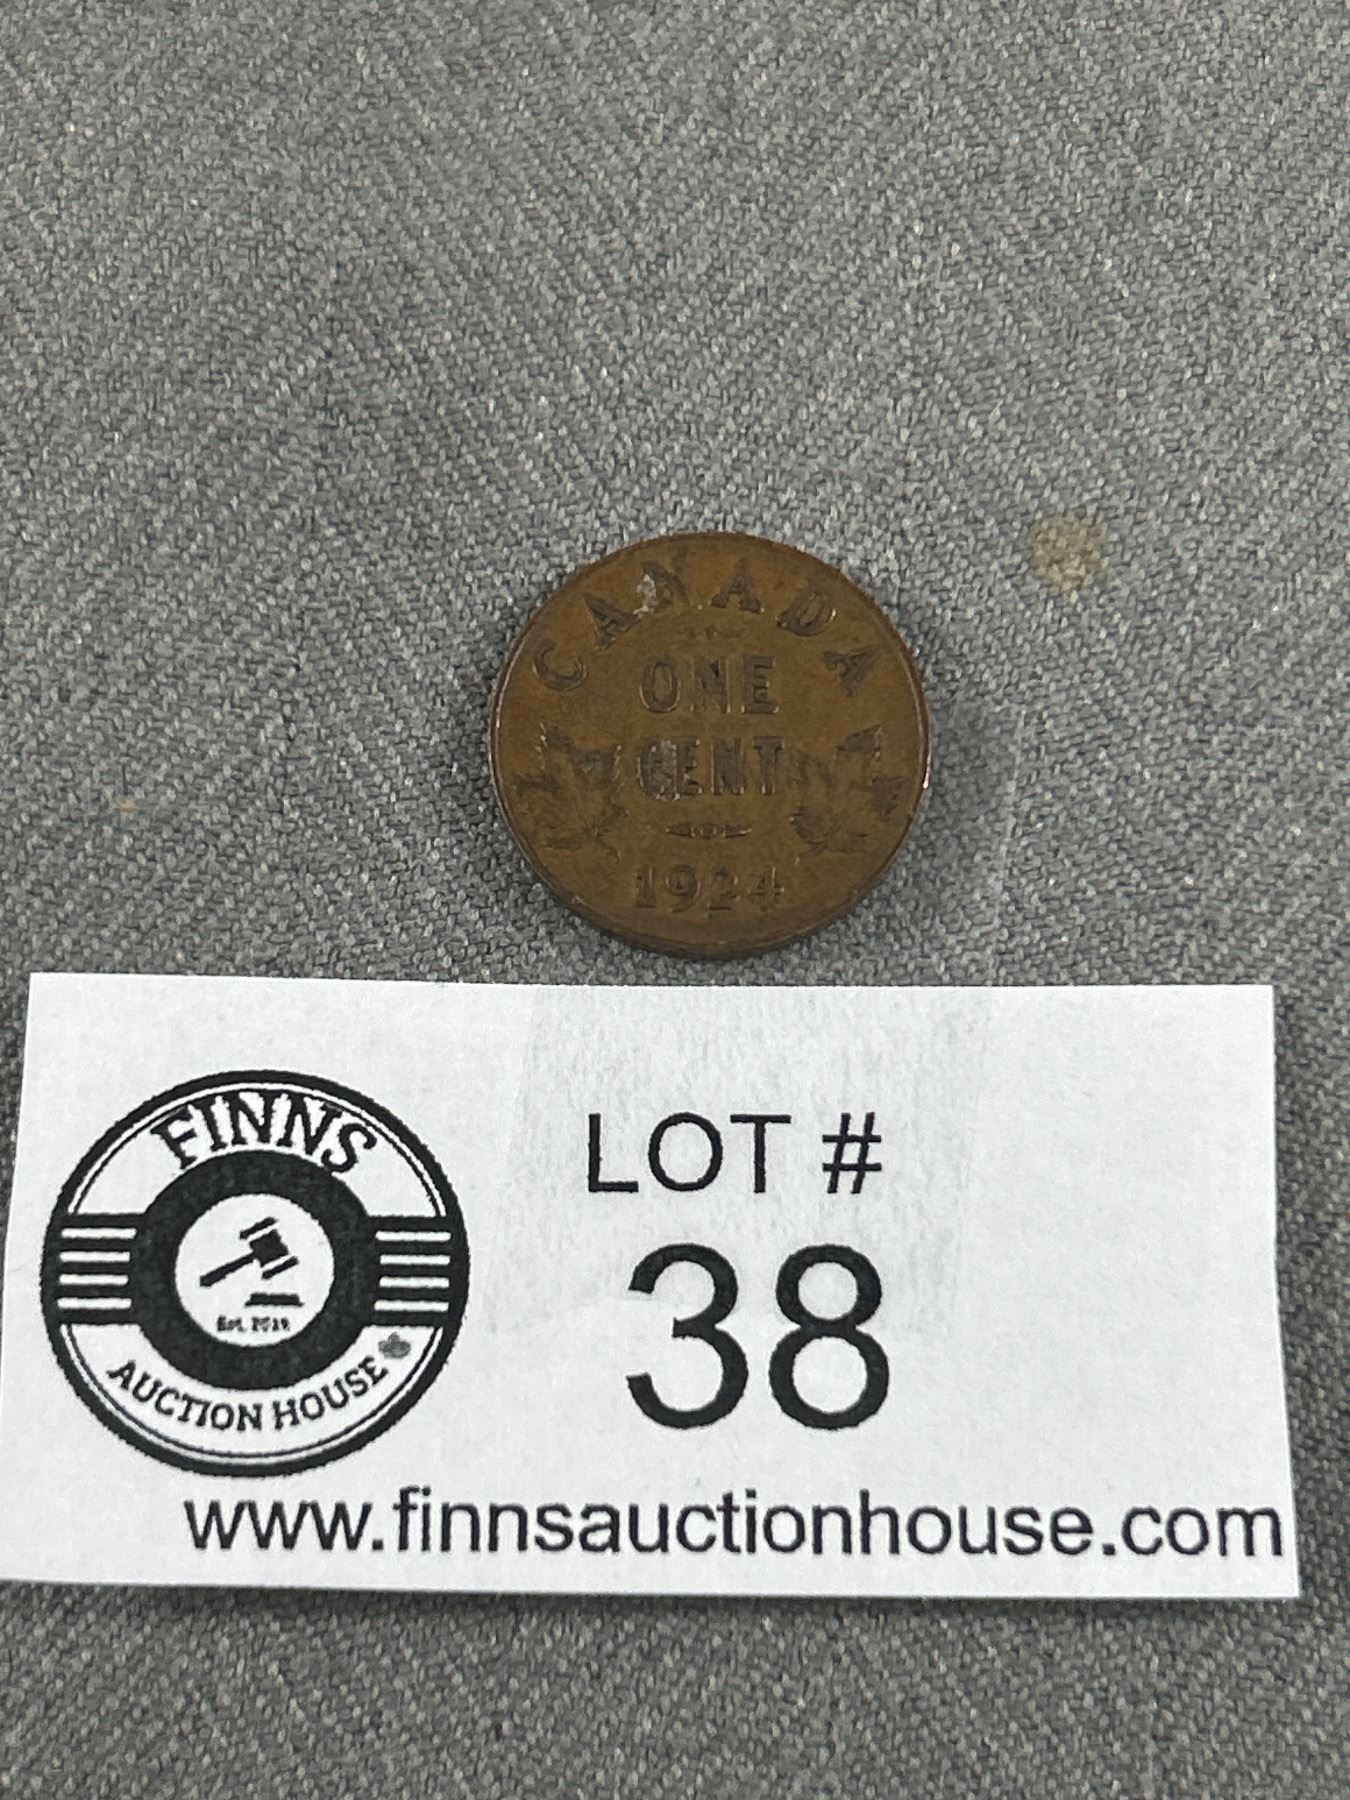 CANADA
ONE
CENT
1924
FINNS
AUCTION HOUSE
LOT #
38
www.finnsauctionhouse.com